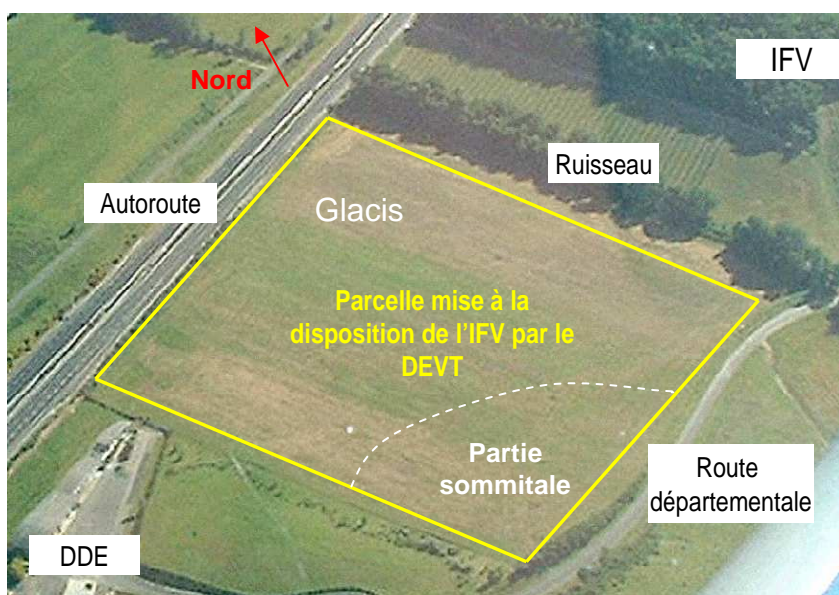 IFV
Nord
Ruisseau
Autoroute
Glacis
Parcelle mise à la
disposition de l'IFV par le
DEVT
Partie
sommitale
Route
départementale
DDE